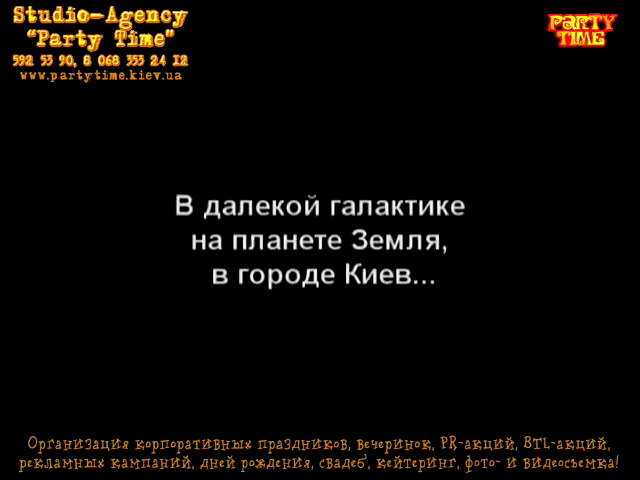 Studio-Agency
"Party Time"
592 53 90, 8 068 353 24 12
www.partytime.kiev.ua
PARTY
TIME
В далекой галактике
на планете Земля,
в городе Киев...
Организация корпоративных праздников, вечеринок, PR-акций, BTL-акций,
рекламных кампаний, дней рождения, свадеб, кейтеринг, фото- и видеосъемка!